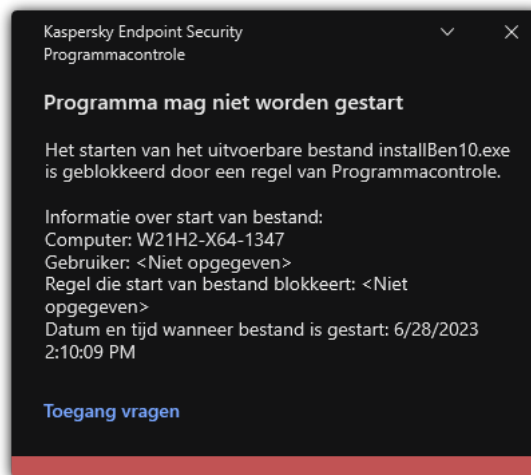 Kaspersky Endpoint Security
Programmacontrole
Programma mag niet worden gestart
Het starten van het uitvoerbare bestand installBen10.exe
is geblokkeerd door een regel van Programmacontrole.
Informatie over start van bestand:
Computer: W21H2-X64-1347
Gebruiker: <Niet opgegeven>
Regel die start van bestand blokkeert: <Niet
opgegeven>
Datum en tijd wanneer bestand is gestart: 6/28/2023
2:10:09 PM
Toegang vragen